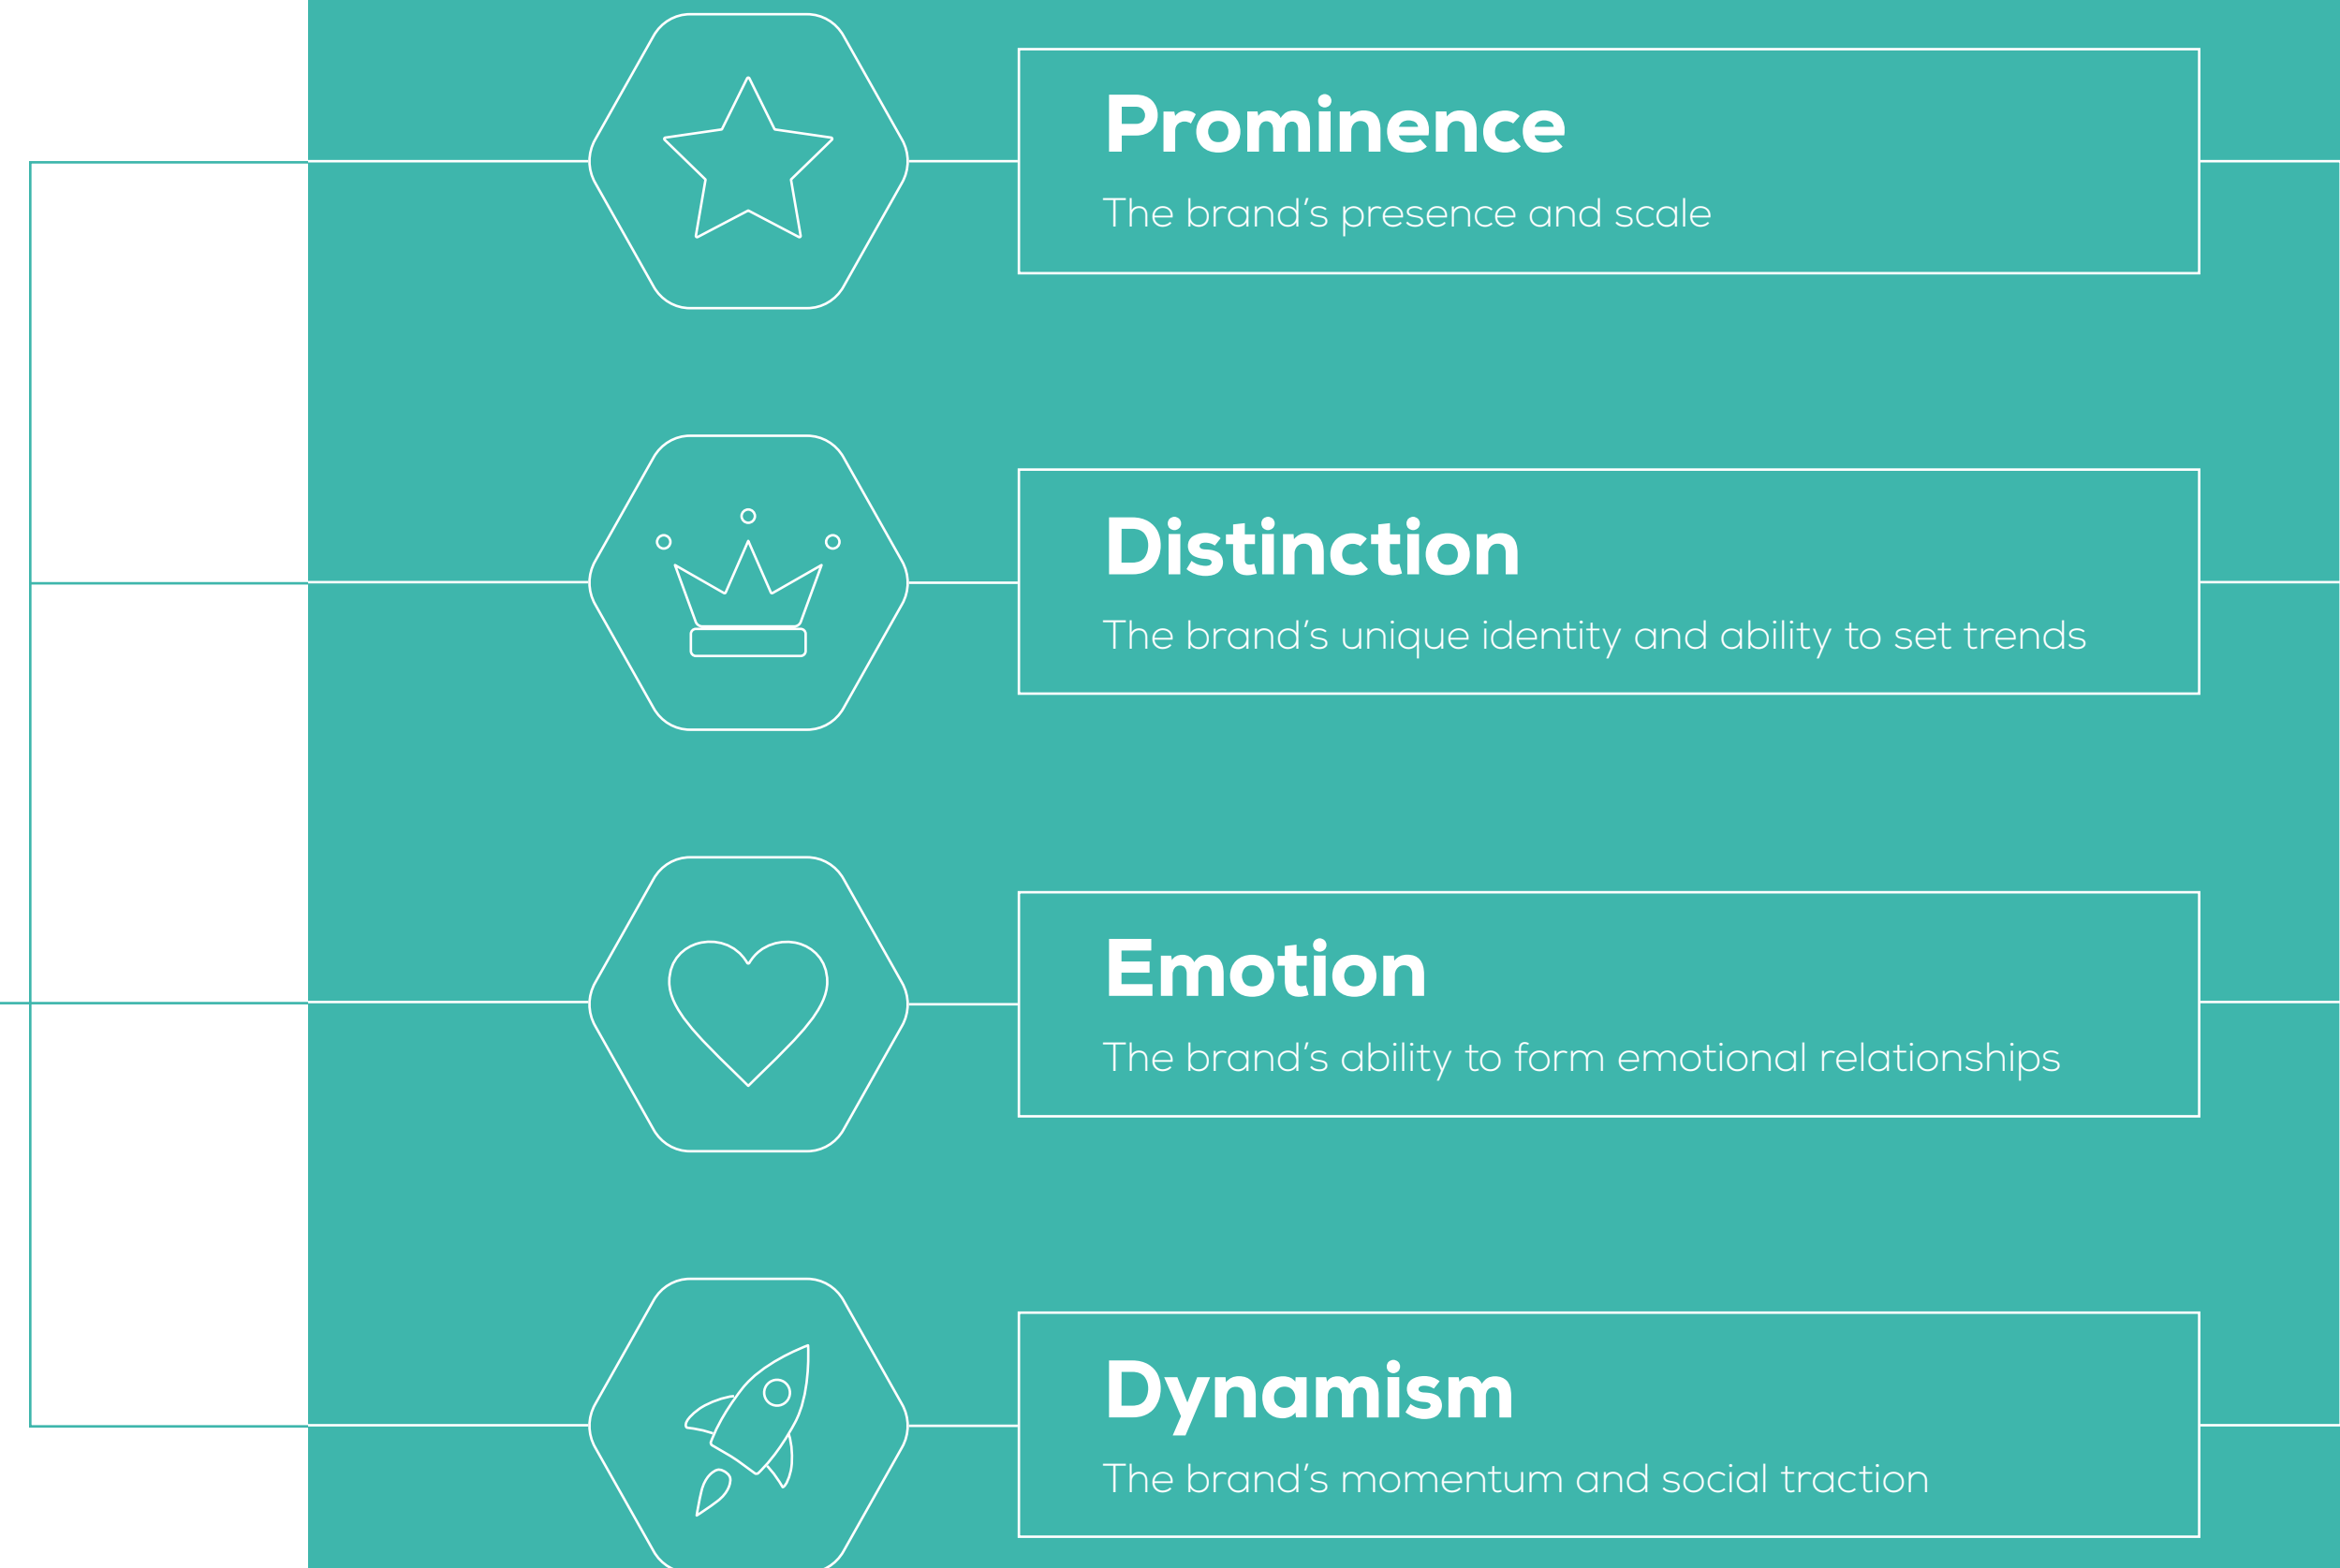 Prominence
The brand’s presence and scale
Distinction
The brand’s unique identity and ability to set trends
Emotion
The brand’s ability to form emotional relationships
Dynamism
The brand’s momentum and social traction